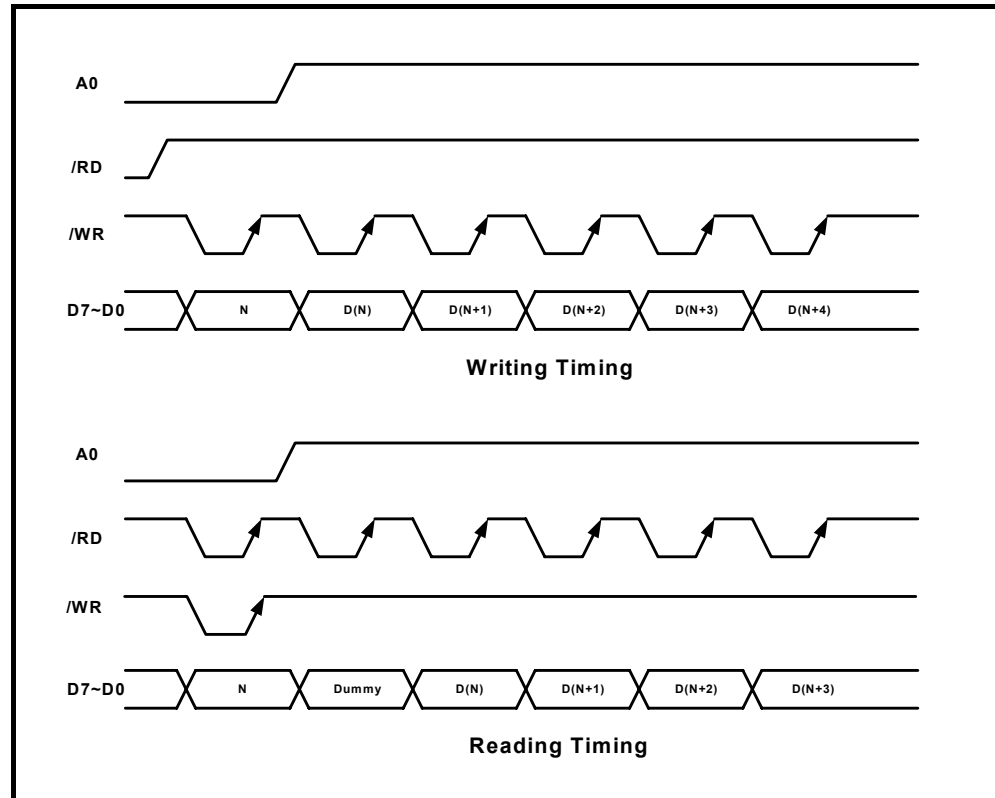 A0
/RD
/WR
D7~D0 N D(N) D(N+1) D(N+2) D(N+3) D(N+4)
Writing Timing
A0
/RD
/WR
D7~D0 N Dummy D(N) D(N+1) D(N+2) D(N+3)
Reading Timing